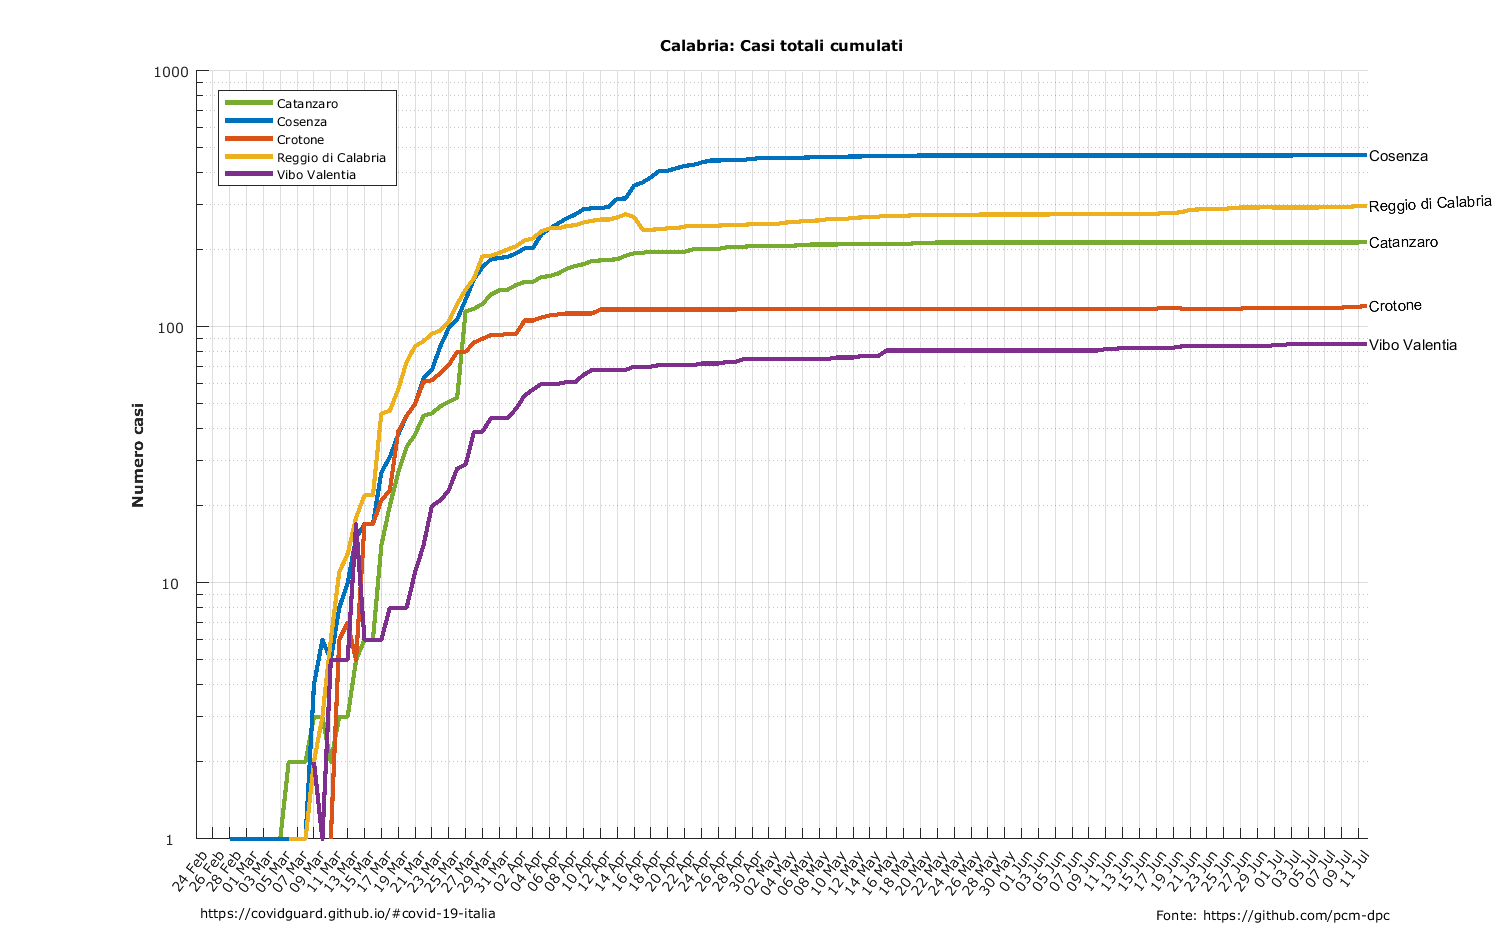 Calabria: Casi totali cumulati
1000
100
10
1
Numero casi
Catanzaro
Cosenza
Crotone
Reggio di Calabria
Vibo Valentia
Cosenza
Reggio di Calabria
Catanzaro
Crotone
Vibo Valentia
24 Feb
26 Feb
28 Feb
01 Mar
03 Mar
05 Mar
07 Mar
09 Mar
11 Mar
13 Mar
15 Mar
17 Mar
19 Mar
21 Mar
23 Mar
25 Mar
27 Mar
29 Mar
31 Mar
02 Apr
04 Apr
06 Apr
08 Apr
10 Apr
12 Apr
14 Apr
16 Apr
18 Apr
20 Apr
22 Apr
24 Apr
26 Apr
28 Apr
30 Apr
02 May
04 May
06 May
08 May
10 May
12 May
14 May
16 May
18 May
20 May
22 May
24 May
26 May
28 May
30 May
01 Jun
03 Jun
05 Jun
07 Jun
09 Jun
11 Jun
13 Jun
15 Jun
17 Jun
19 Jun
21 Jun
23 Jun
25 Jun
27 Jun
29 Jun
01 Jul
03 Jul
05 Jul
07 Jul
09 Jul
11 Jul
https://covidguard.github.io/#covid-19-italia
Fonte: https://github.com/pcm-dpc